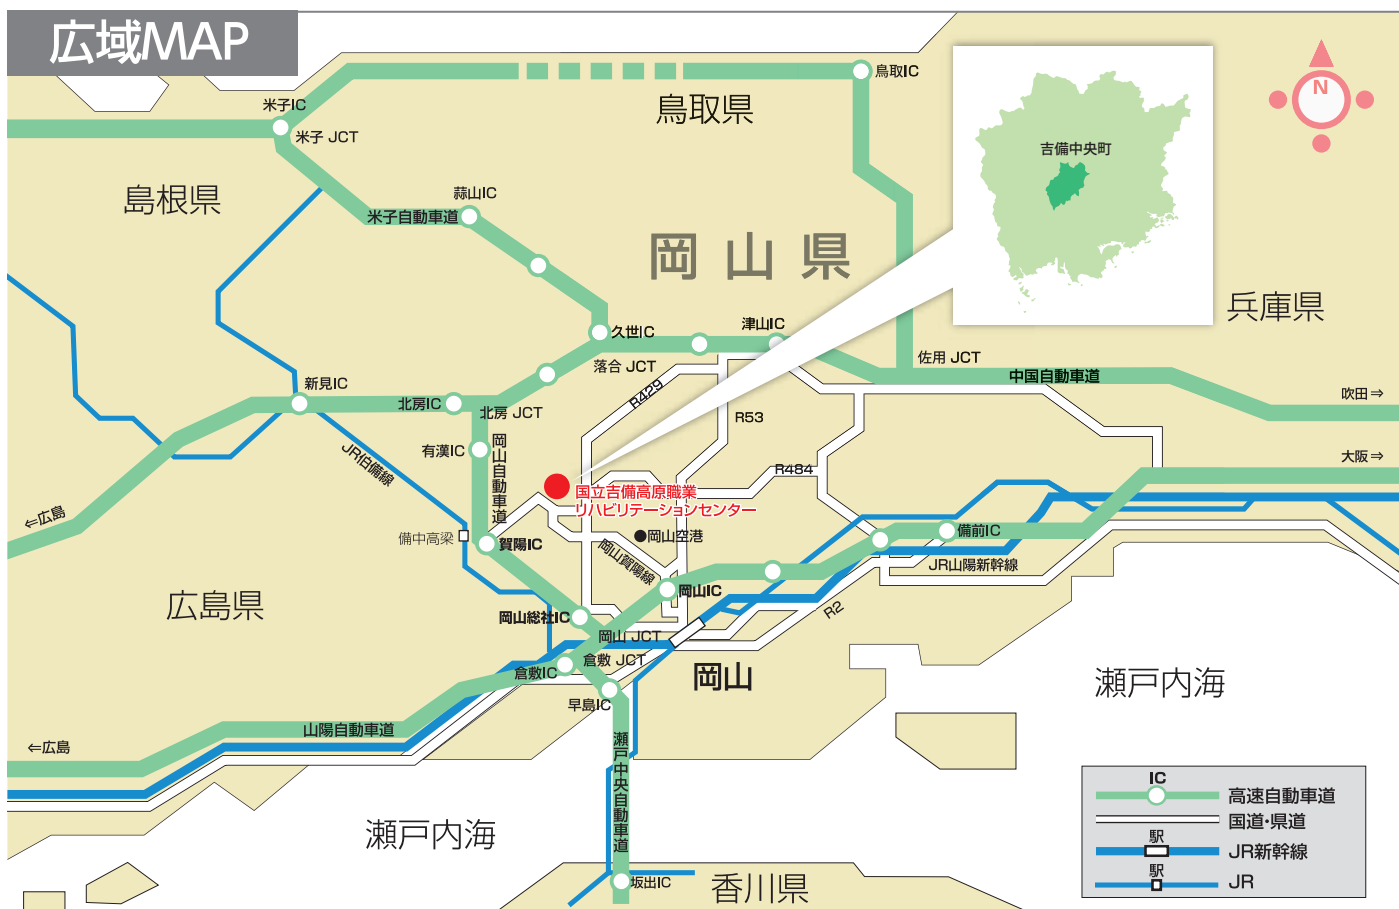 広域MAP
N
鳥取IC
米子IC
米子 JCT
鳥取県
吉備中央町
島根県
蒜山IC
米子自動車道
岡山県
兵庫県
久世IC
津山IC
落合 JCT
佐用 JCT
中国自動車道
新見IC
北房IC
北房 JCT
R429
R53
吹田⇒
有漢IC
岡山自動車道
JR伯備線
大阪⇒
R484
国立吉備高原職業
リハビリテーションセンター
⇐広島
備中高梁
賀陽IC
岡山空港
岡山賀陽線
備前IC
JR山陽新幹線
広島県
岡山総社IC
岡山IC
R2
岡山 JCT
倉敷IC
倉敷 JCT
岡山
早島IC
瀬戸内海
山陽自動車道
⇐広島
瀬戸中央自動車道
瀬戸内海
坂出IC
香川県
IC
高速自動車道
国道・県道
駅
JR新幹線
駅
JR